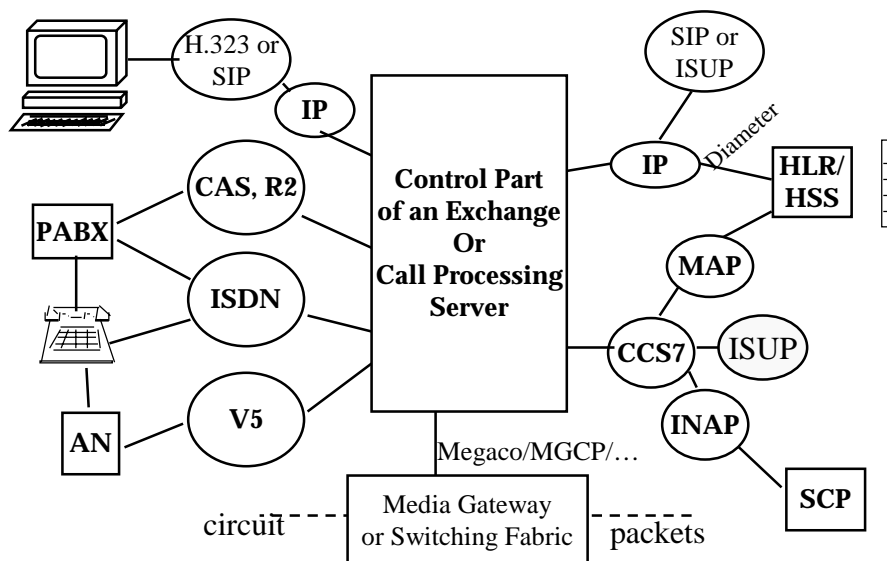 H.323 or
SIP
IP
SIP or
ISUP
IP
Diameter
HLR/
HSS
CAS, R2
Control Part
of an Exchange
Or
Call Processing
Server
PABX
MAP
ISDN
CCS7
ISUP
V5
AN
INAP
Megaco/MGCP/…
SCP
circuit
Media Gateway
or Switching Fabric
packets